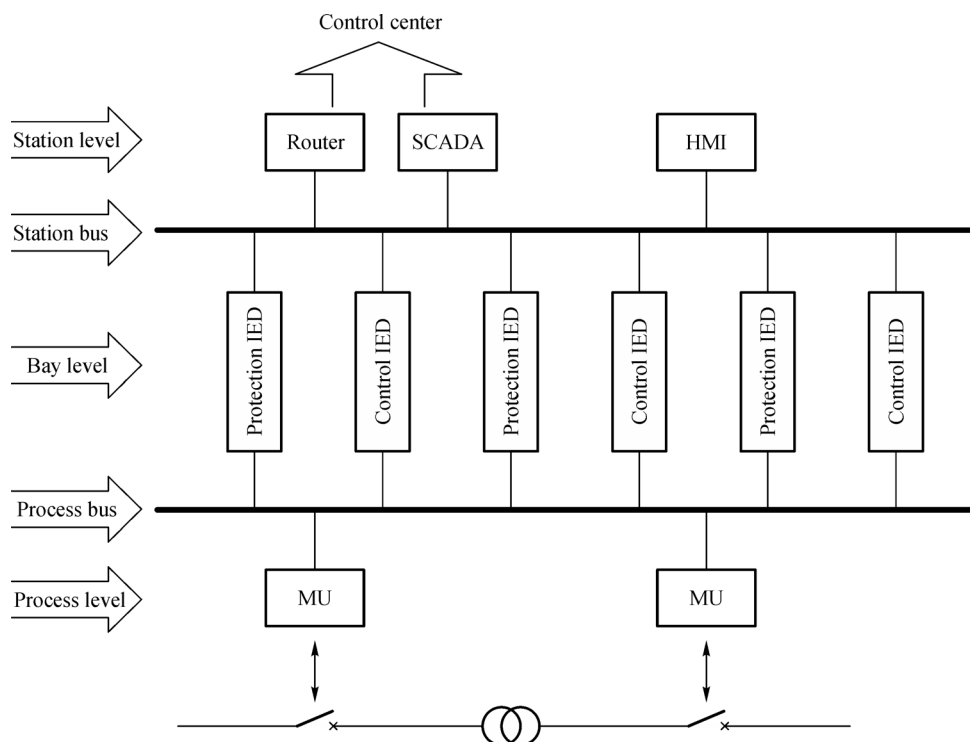 Control center
Station level
Router
SCADA
HMI
Station bus
Bay level
Protection IED
Control IED
Protection IED
Control IED
Protection IED
Control IED
Process bus
Process level
MU
MU